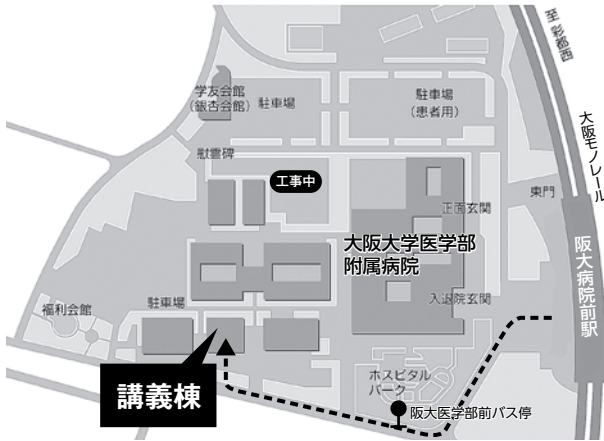 至 彩都西
大阪モノレール
学友会館
(銀杏会館)
駐車場
駐車場
(患者用)
慰霊碑
工事中
東門
正面玄関
大阪大学医学部
附属病院
阪大病院前駅
入退院玄関
駐車場
福利会館
講義棟
ホスピタル
パーク
阪大医学部前バス停